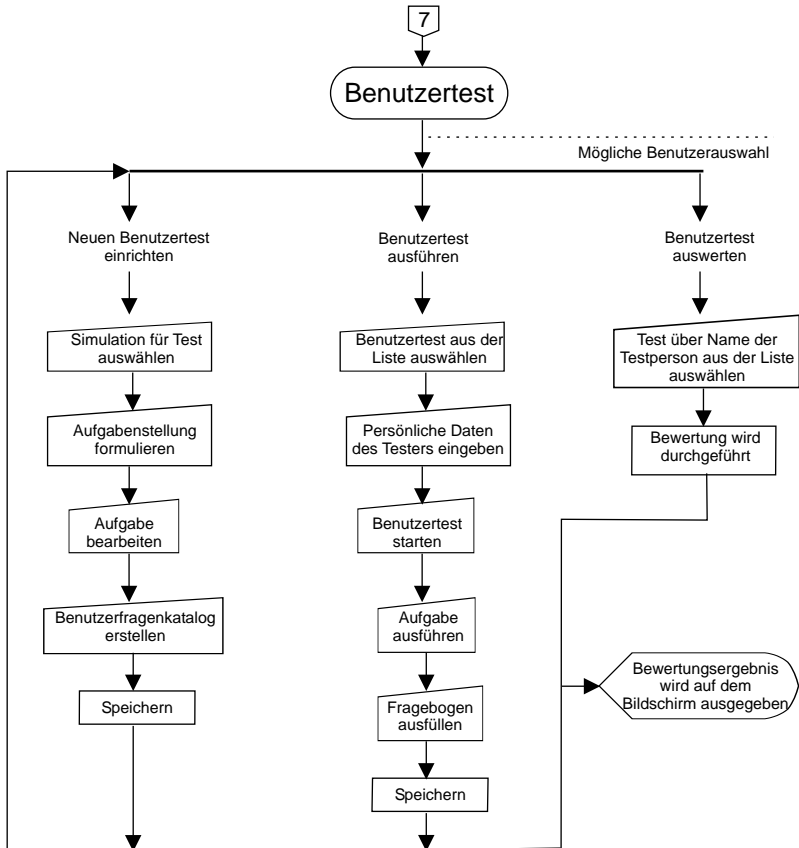 7
Benutzertest
Mögliche Benutzerauswahl
Neuen Benutzertest
einrichten
Simulation für Test
auswählen
Aufgabenstellung
formulieren
Aufgabe
bearbeiten
Benutzerfragenkatalog
erstellen
Speichern
Benutzertest
ausführen
Benutzertest aus der
Liste auswählen
Persönliche Daten
des Testers eingeben
Benutzertest
starten
Aufgabe
ausführen
Fragebogen
ausfüllen
Speichern
Benutzertest
auswerten
Test über Name der
Testperson aus der Liste
auswählen
Bewertung wird
durchgeführt
Bewertungsergebnis
wird auf dem
Bildschirm ausgegeben